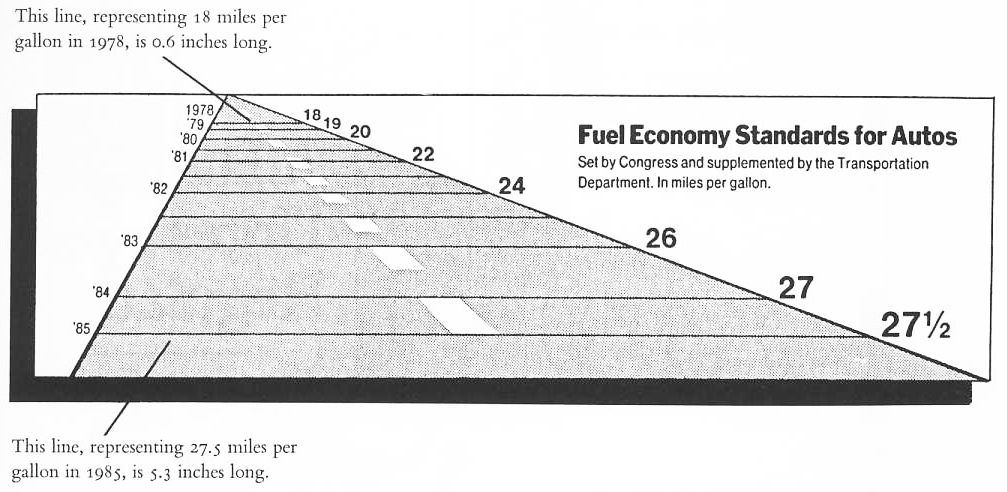 This line, representing 18 miles per
gallon in 1978, is 0.6 inches long.
Fuel Economy Standards for Autos
Set by Congress and supplemented by the Transportation
Department. In miles per gallon.
1978 18
'79 19
'80 20
'81 22
'82 24
'83 26
'84 27
'85 27½
This line, representing 27.5 miles per
gallon in 1985, is 5.3 inches long.